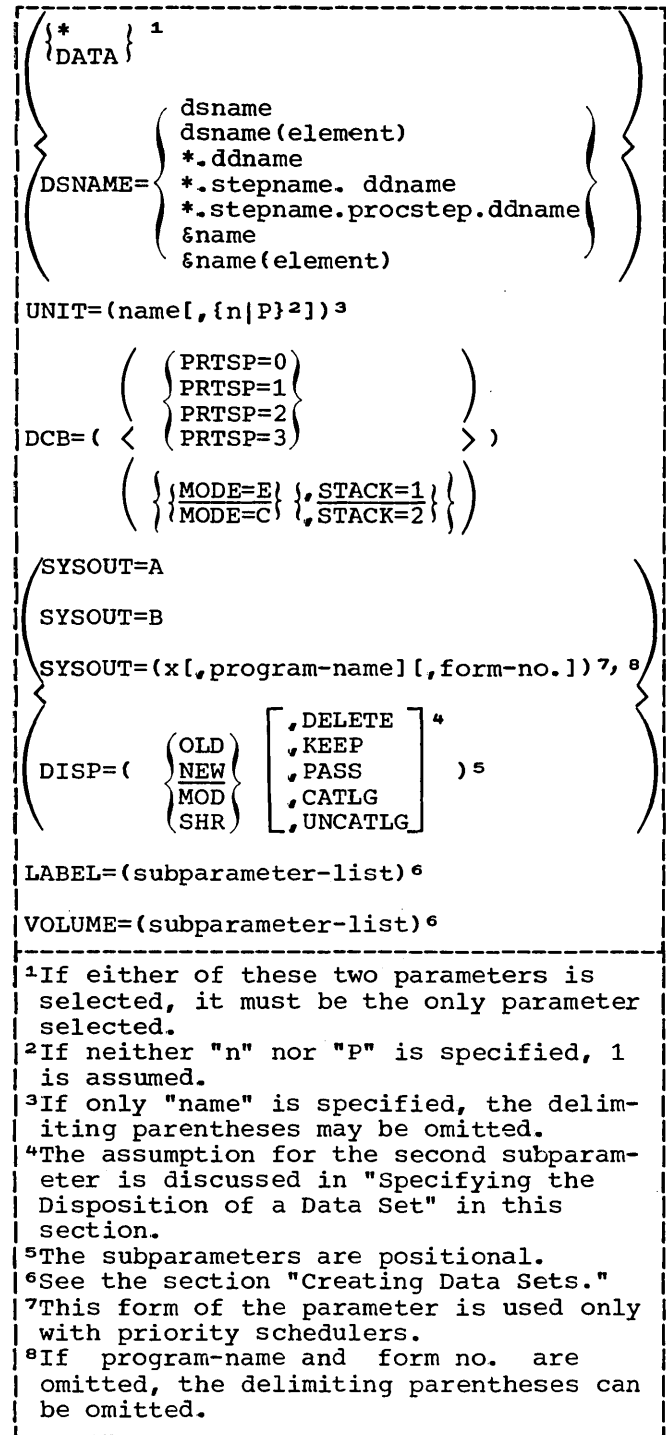 * 1
DATA
dsname
dsname(element)
*.ddname
DSNAME= *.stepname. ddname
*.stepname.procstep.ddname
&name
&name(element)
UNIT=(name[,{n|P}²])³
PRTSP=0
PRTSP=1
PRTSP=2
DCB=( PRTSP=3 )
{MODE=E} {,STACK=1}
{MODE=C} {,STACK=2}
SYSOUT=A
SYSOUT=B
SYSOUT=(x[,program-name][,form-no.])⁷,⁸
,DELETE ⁴
OLD ,KEEP
DISP=( NEW ,PASS )⁵
MOD ,CATLG
SHR ,UNCATLG
LABEL=(subparameter-list)⁶
VOLUME=(subparameter-list)⁶
¹If either of these two parameters is
selected, it must be the only parameter
selected.
²If neither "n" nor "P" is specified, 1
is assumed.
³If only "name" is specified, the delim-
iting parentheses may be omitted.
⁴The assumption for the second subparam-
eter is discussed in "Specifying the
Disposition of a Data Set" in this
section.
⁵The subparameters are positional.
⁶See the section "Creating Data Sets."
⁷This form of the parameter is used only
with priority schedulers.
⁸If program-name and form no. are
omitted, the delimiting parentheses can
be omitted.